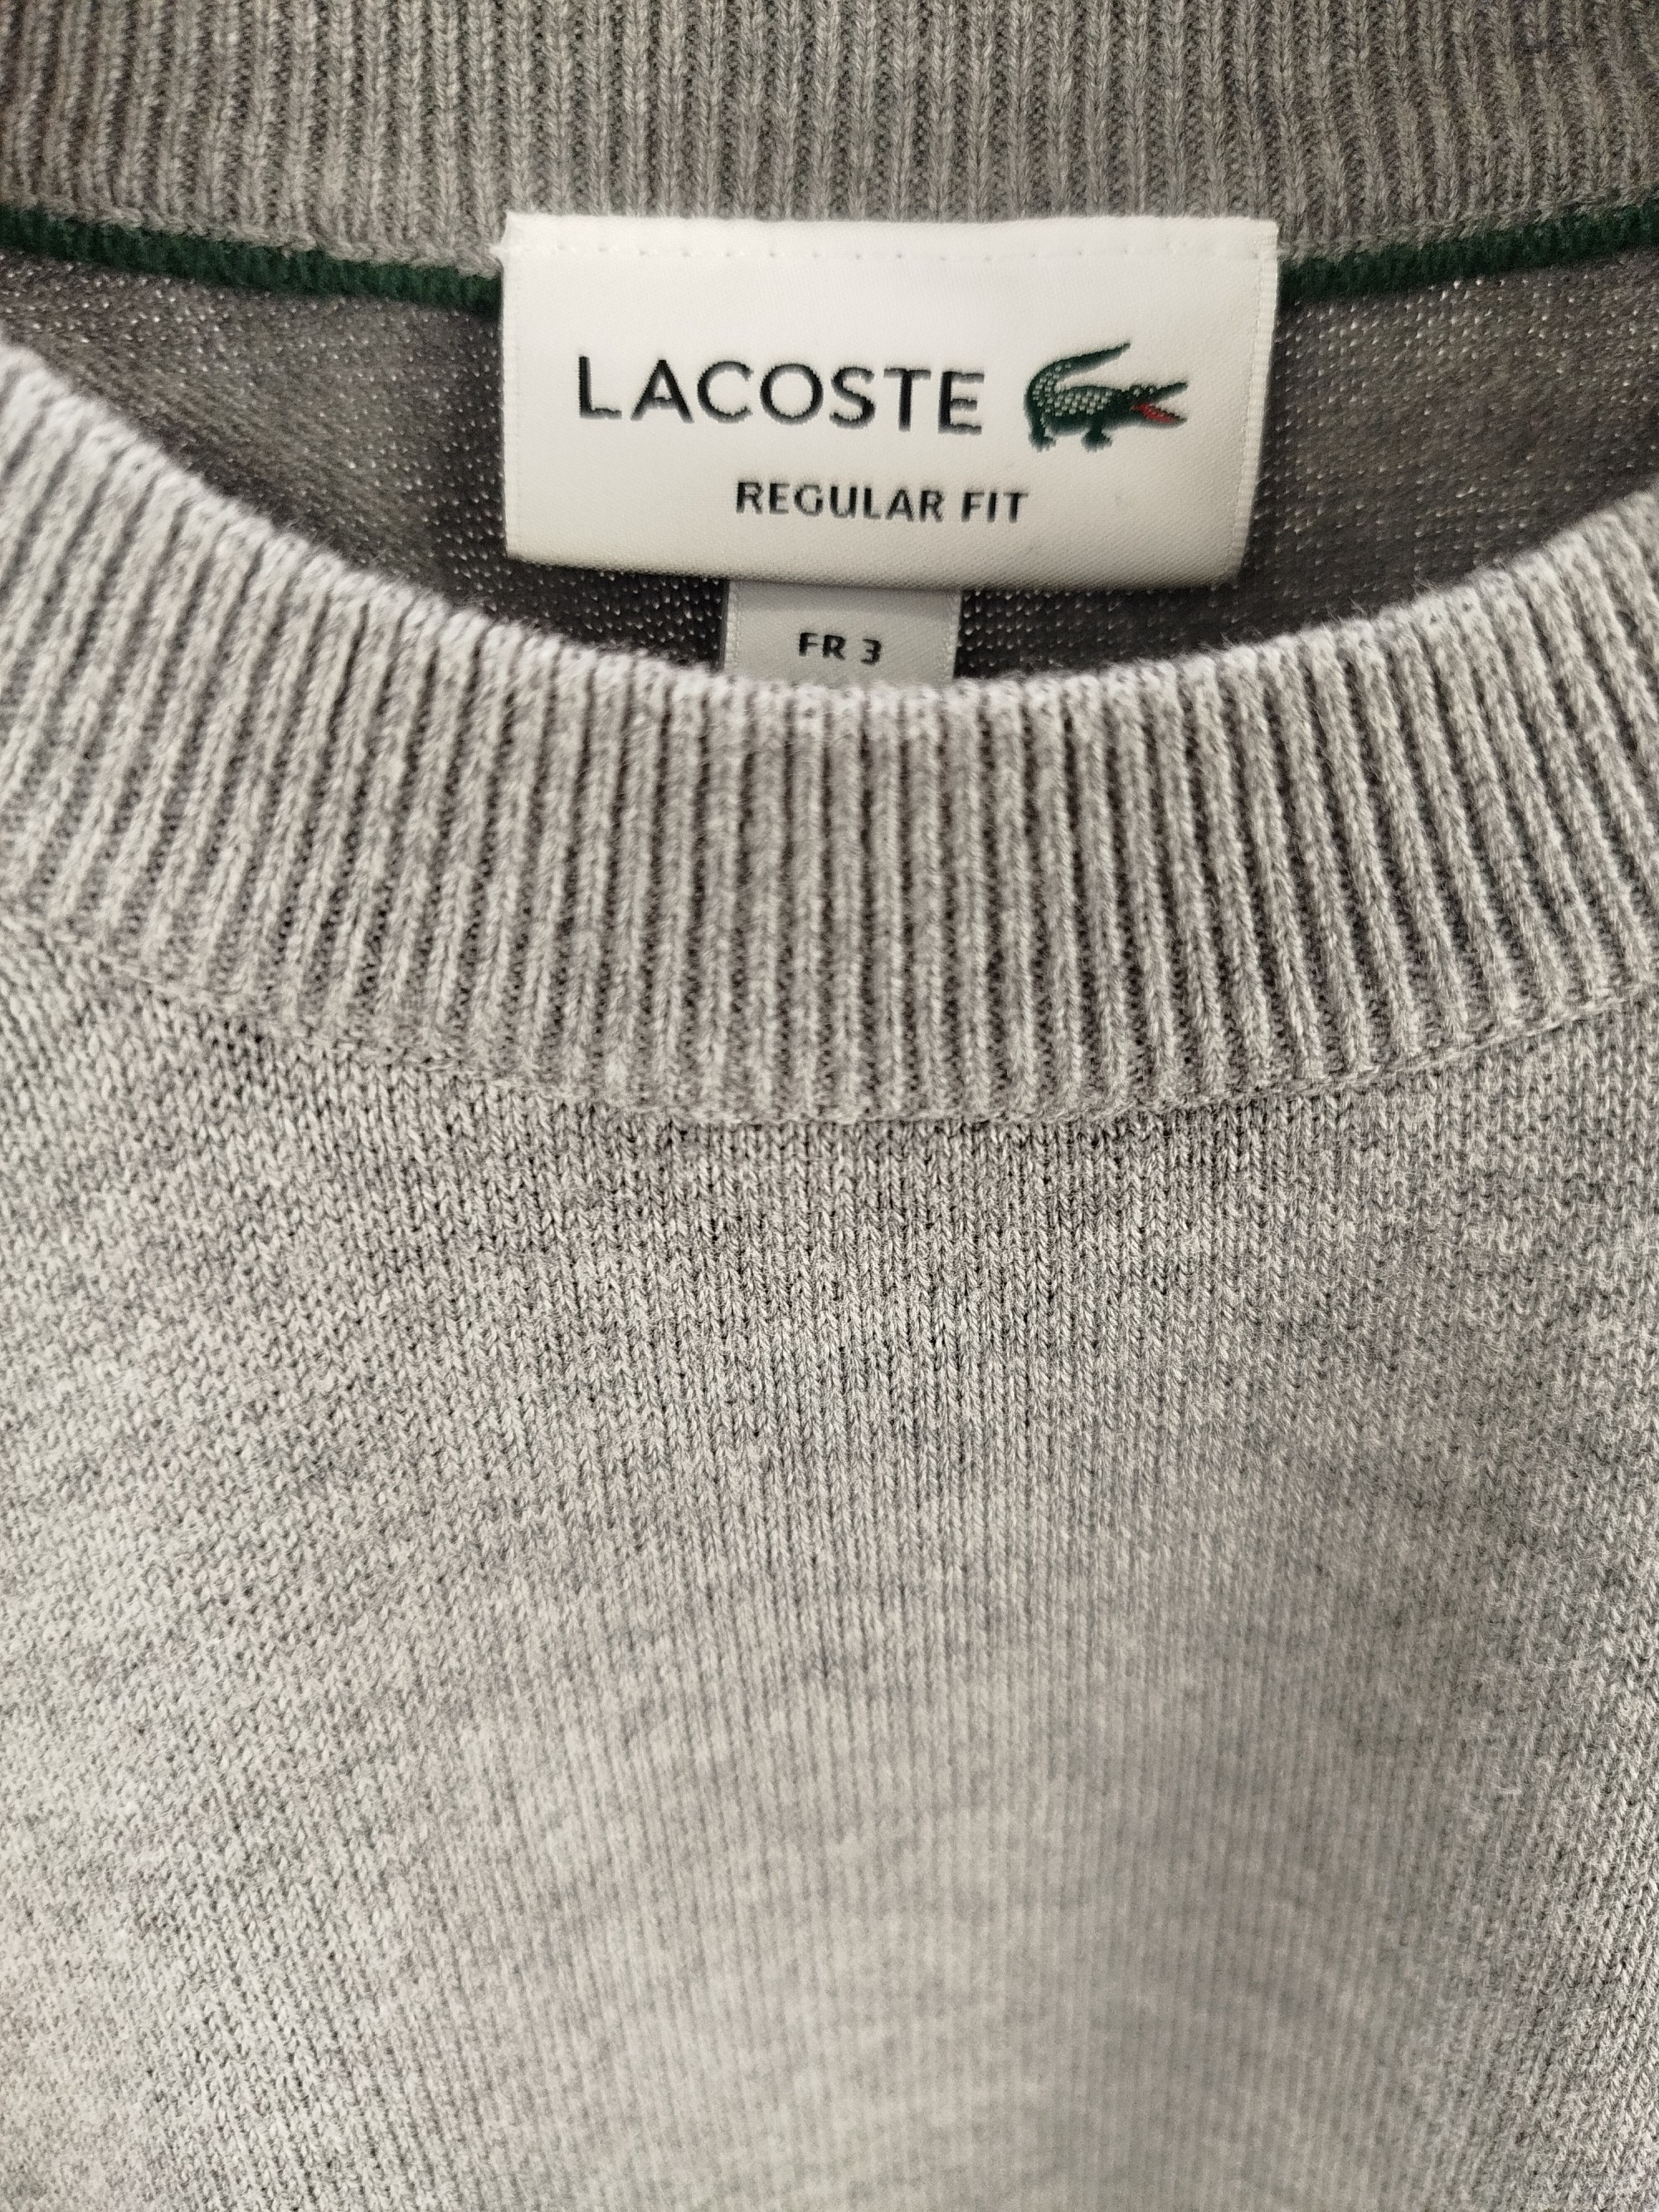 LACOSTE
REGULAR FIT
FR 3